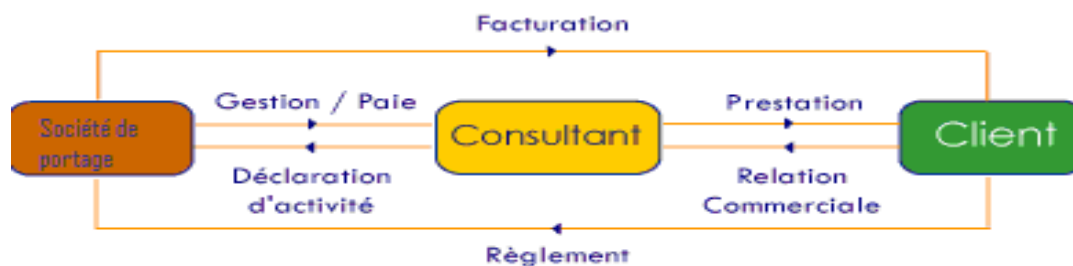 Facturation
Gestion / Paie
Prestation
Société de
portage
Consultant
Client
Déclaration
d'activité
Relation
Commerciale
Règlement